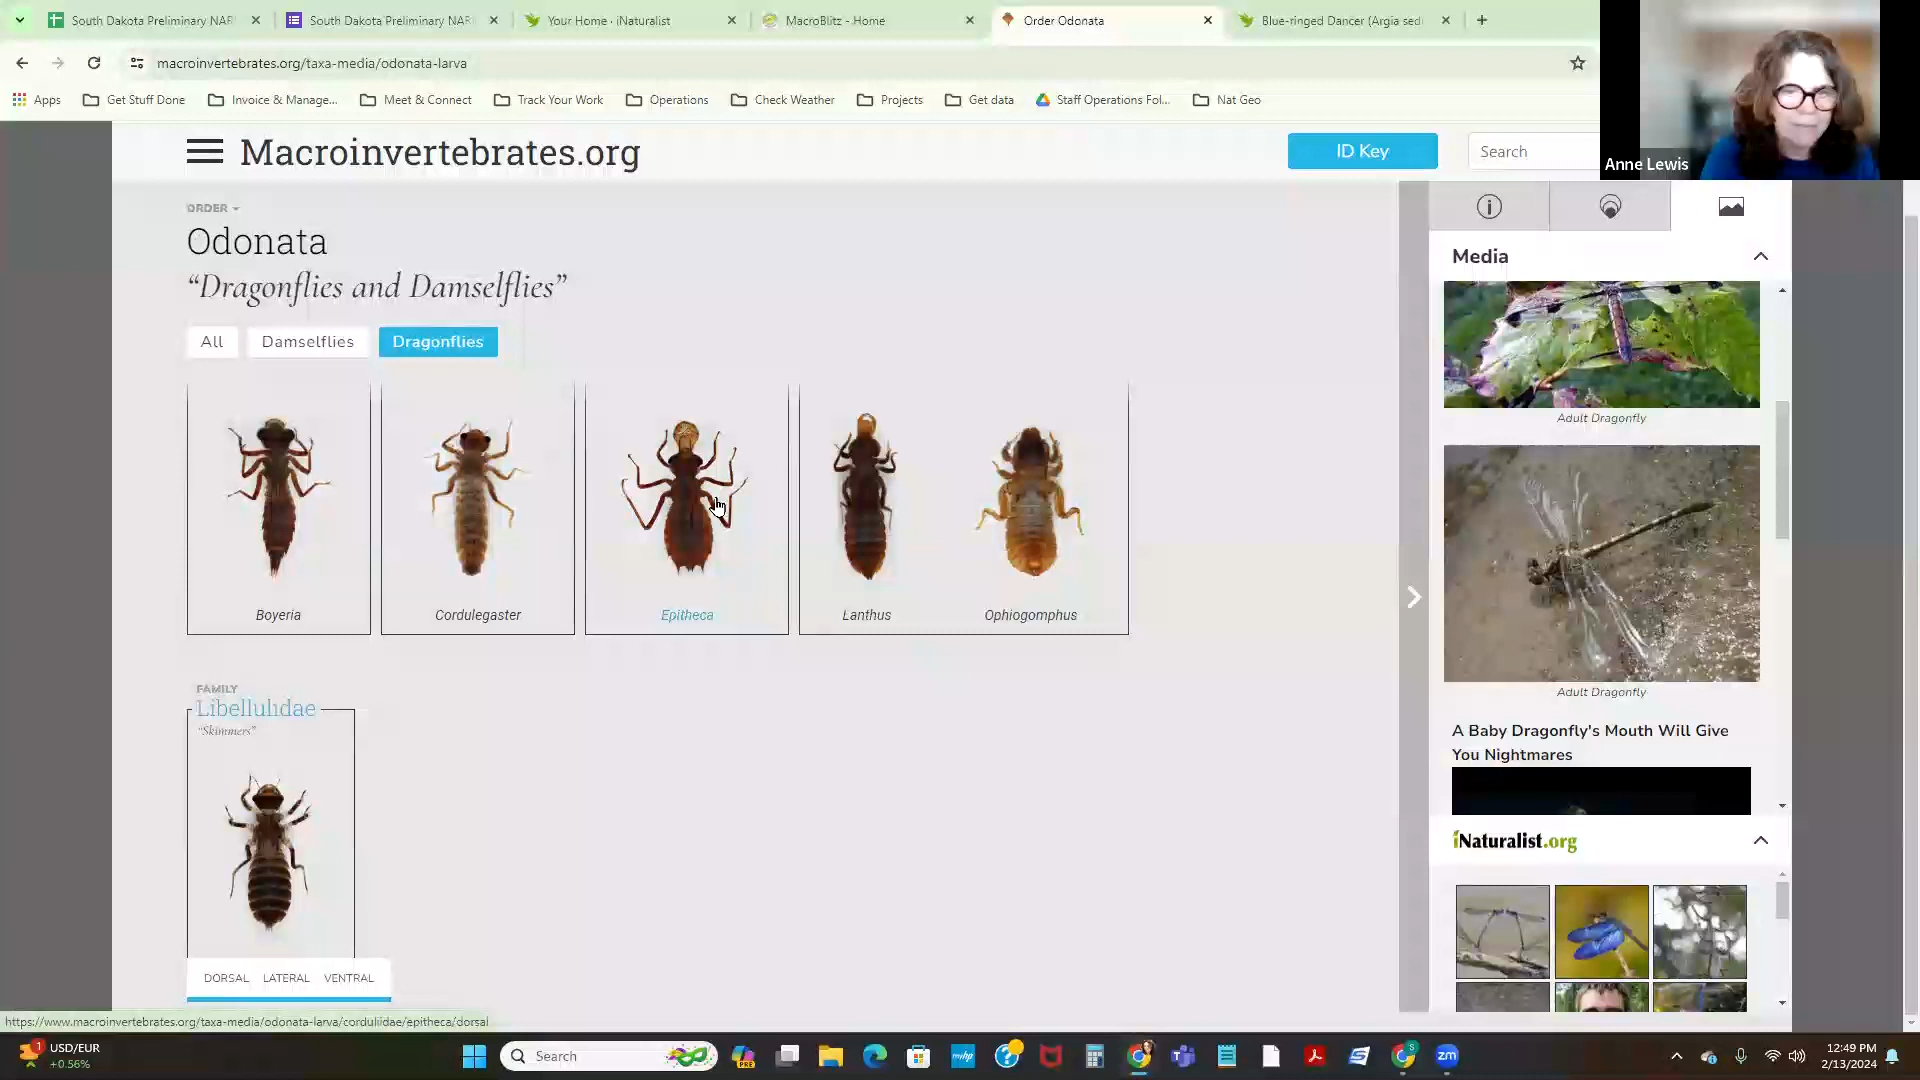 South Dakota Preliminary NAR
South Dakota Preliminary NAR
Your Home · iNaturalist
MacroBlitz - Home
Order Odonata
Blue-ringed Dancer (Argia sed
macroinvertebrates.org/taxa-media/odonata-larva
Apps
Get Stuff Done
Invoice & Manage...
Meet & Connect
Track Your Work
Operations
Check Weather
Projects
Get data
Staff Operations Fol...
Nat Geo
Anne Lewis
Macroinvertebrates.org
ID Key
Search
ORDER
Odonata
“Dragonflies and Damselflies”
All
Damselflies
Dragonflies
Boyeria
Cordulegaster
Epitheca
Lanthus
Ophiogomphus
FAMILY
Libellulidae
“Skimmers”
DORSAL LATERAL VENTRAL
Media
Adult Dragonfly
Adult Dragonfly
A Baby Dragonfly's Mouth Will Give
You Nightmares
iNaturalist.org
https://www.macroinvertebrates.org/taxa-media/odonata-larva/corduliidae/epitheca/dorsal
1
USD/EUR
+0.56%
Search
PRE
mhp
S
zm
12:49 PM
2/13/2024